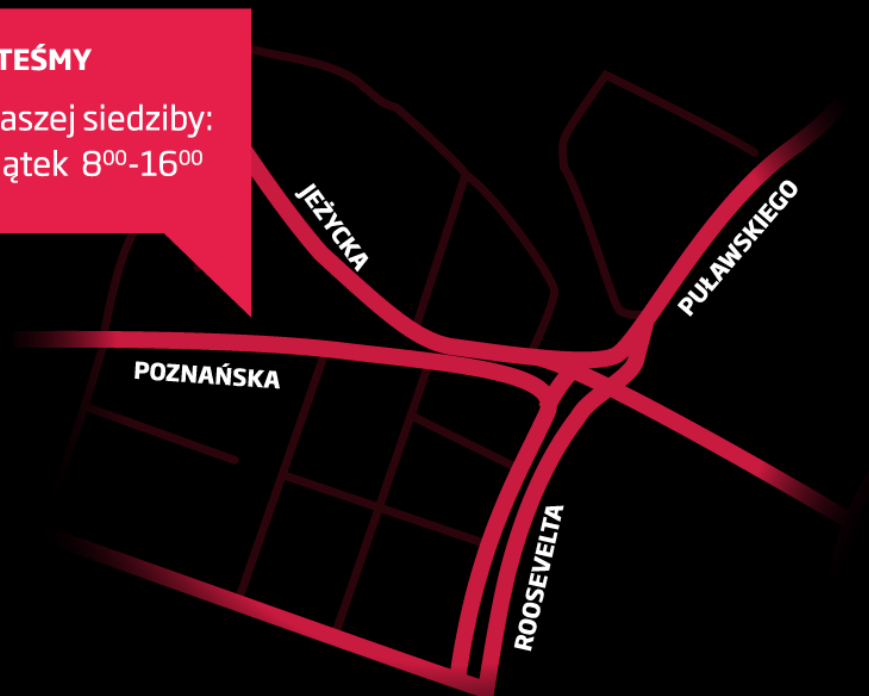 TEŚMY
aszej siedziby:
ątek 8⁰⁰-16⁰⁰
JEŻYCKA
PUŁAWSKIEGO
POZNAŃSKA
ROOSEVELTA